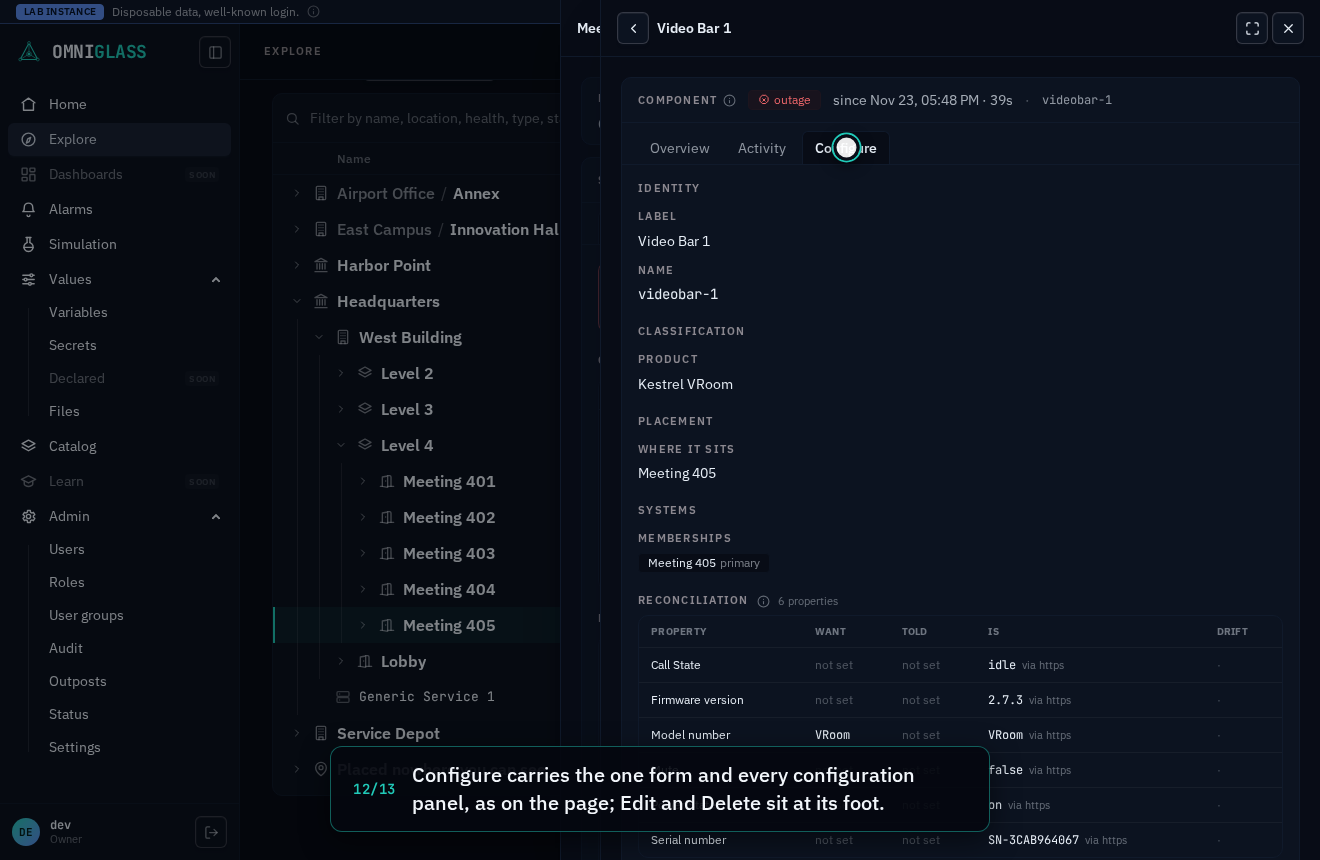 LAB INSTANCE Disposable data, well-known login.
OMNIGLASS
Home
Explore
Dashboards SOON
Alarms
Simulation
Values
Variables
Secrets
Declared SOON
Files
Catalog
Learn SOON
Admin
Users
Roles
User groups
Audit
Outposts
Status
Settings
DE dev
Owner
EXPLORE
Filter by name, location, health, type, st
Name
Airport Office / Annex
East Campus / Innovation Hal
Harbor Point
Headquarters
West Building
Level 2
Level 3
Level 4
Meeting 401
Meeting 402
Meeting 403
Meeting 404
Meeting 405
Lobby
Generic Service 1
Service Depot
Mee
Video Bar 1
COMPONENT outage since Nov 23, 05:48 PM · 39s · videobar-1
Overview Activity Configure
IDENTITY
LABEL
Video Bar 1
NAME
videobar-1
CLASSIFICATION
PRODUCT
Kestrel VRoom
PLACEMENT
WHERE IT SITS
Meeting 405
SYSTEMS
MEMBERSHIPS
Meeting 405 primary
RECONCILIATION 6 properties
PROPERTY WANT TOLD IS DRIFT
Call State not set not set idle via https -
Firmware version not set not set 2.7.3 via https -
Model number VRoom not set VRoom via https -
false via https -
on via https -
Serial number not set not set SN-3CAB964067 via https -
12/13 Configure carries the one form and every configuration
panel, as on the page; Edit and Delete sit at its foot.